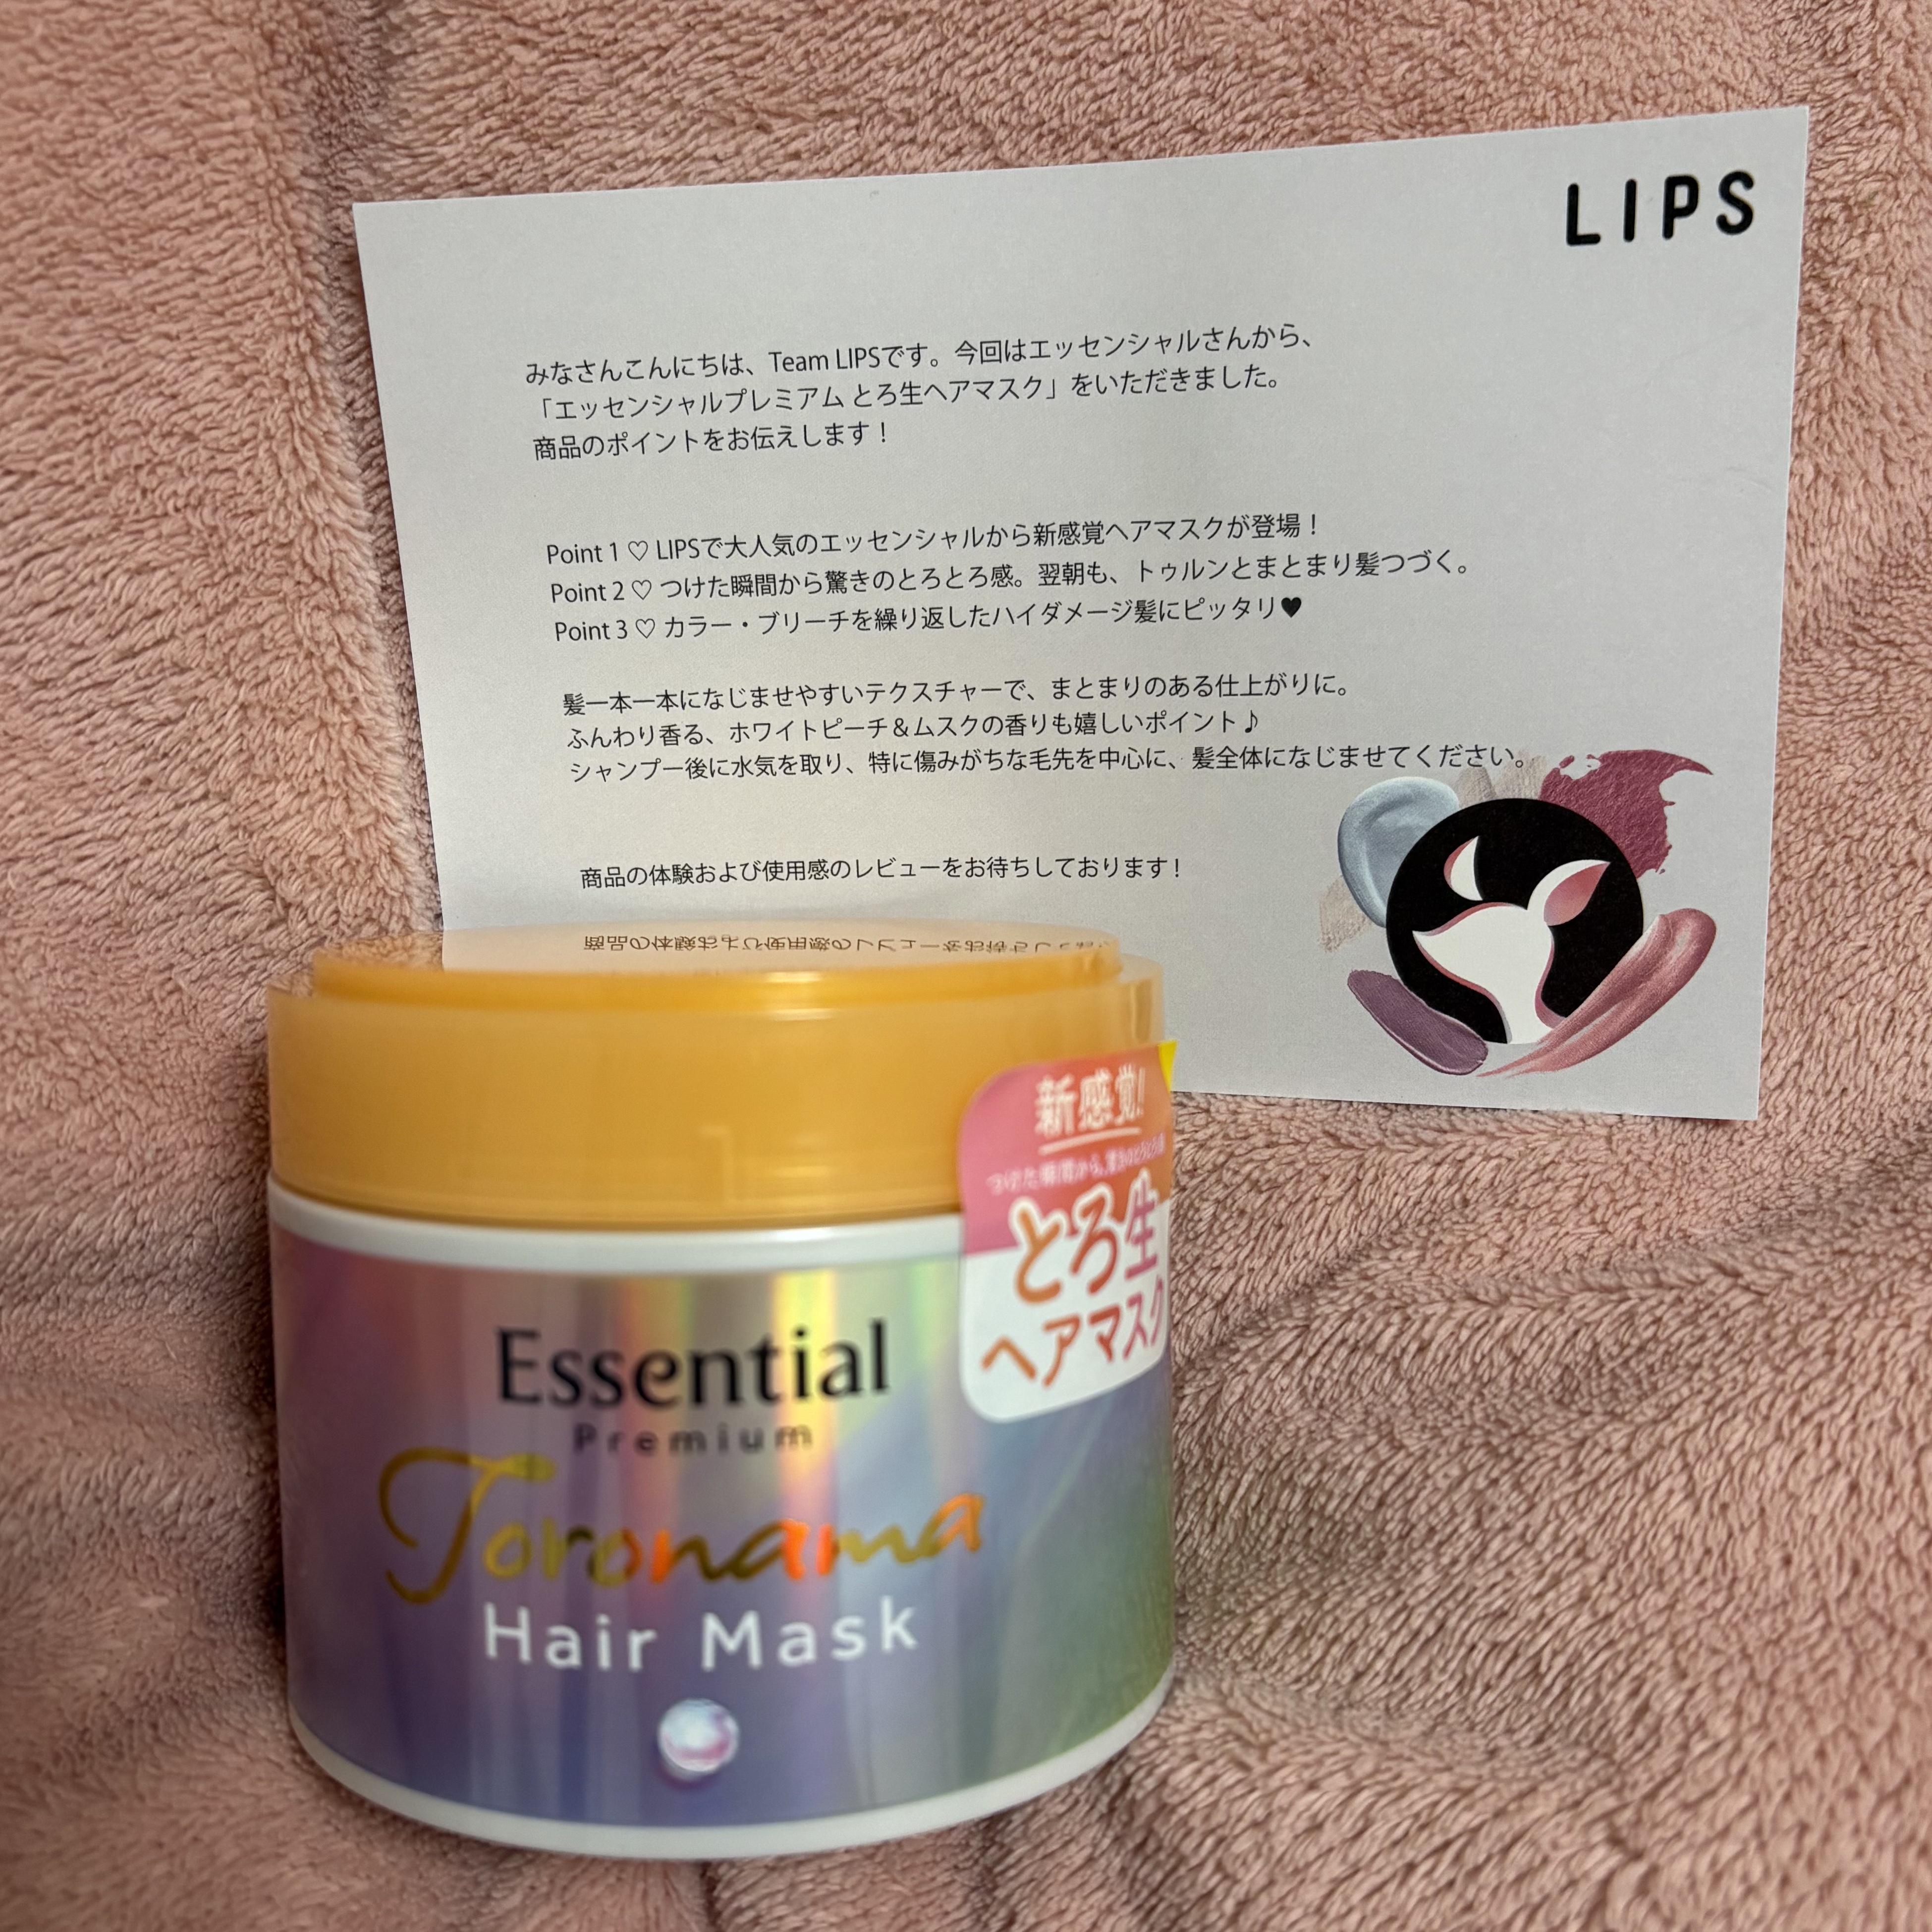 LIPS
みなさんこんにちは、Team LIPSです。今回はエッセンシャルさんから、
「エッセンシャルプレミアム とろ生ヘアマスク」をいただきました。
商品のポイントをお伝えします！
Point 1 ♡ LIPSで大人気のエッセンシャルから新感覚ヘアマスクが登場！
Point 2 ♡ つけた瞬間から驚きのとろとろ感。翌朝も、トゥルンとまとまり髪つづく。
Point 3 ♡ カラー・ブリーチを繰り返したハイダメージ髪にピッタリ♥
髪一本一本になじませやすいテクスチャーで、まとまりのある仕上がりに。
ふんわり香る、ホワイトピーチ＆ムスクの香りも嬉しいポイント♪
シャンプー後に水気を取り、特に傷みがちな毛先を中心に、髪全体になじませてください。
商品の体験および使用感のレビューをお待ちしております！
新感覚！
つけた瞬間から、驚きのとろとろ感
とろ生
ヘアマスク
Essential
Premium
Toronama
Hair Mask